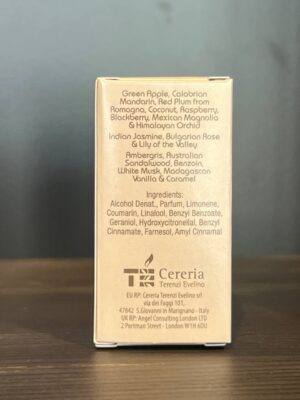 Green Apple, Calabrian
Mandarin, Red Plum from
Romagna, Coconut, Raspberry,
Blackberry, Mexican Magnolia
& Himalayan Orchid
Indian Jasmine, Bulgarian Rose
& Lily of the Valley
Ambergris, Australian
Sandalwood, Benzoin,
White Musk, Madagascan
Vanilla & Caramel
Ingredients:
Alcohol Denat., Parfum, Limonene,
Coumarin, Linalool, Benzyl Benzoate,
Geraniol, Hydroxycitronellal, Benzyl
Cinnamate, Farnesol, Amyl Cinnamal
Cereria
Terenzi Evelino
EU RP: Cereria Terenzi Evelino srl
via dei Faggi 101,
47842 S.Giovanni in Marignano - Italy
UK RP: Angel Consulting London LTD
2 Portman Street - London W1H 6DU